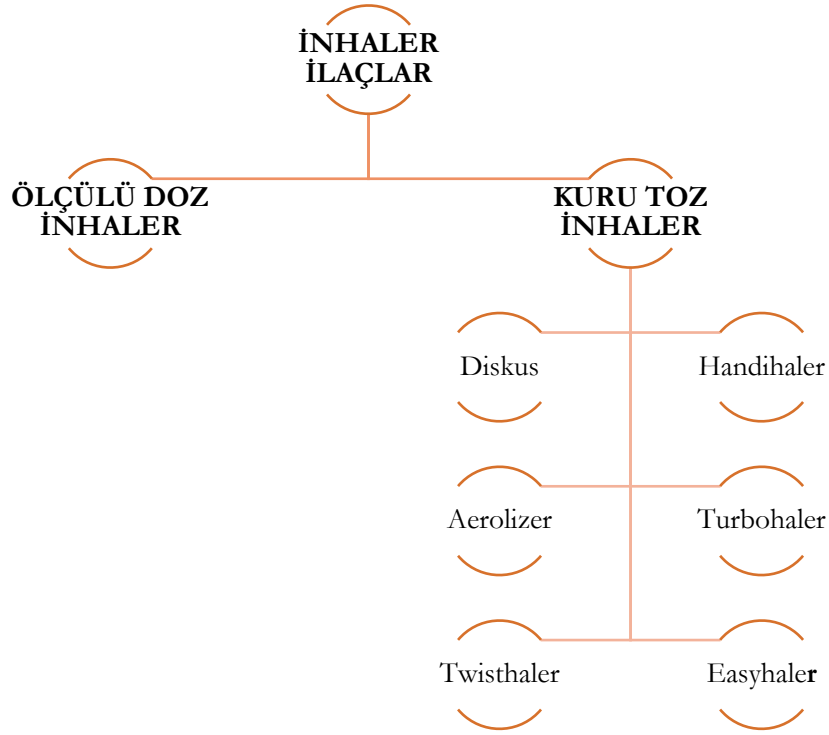 İNHALER
İLAÇLAR
ÖLÇÜLÜ DOZ
İNHALER
KURU TOZ
İNHALER
Diskus
Handihaler
Aerolizer
Turbohaler
Twisthaler
Easyhaler